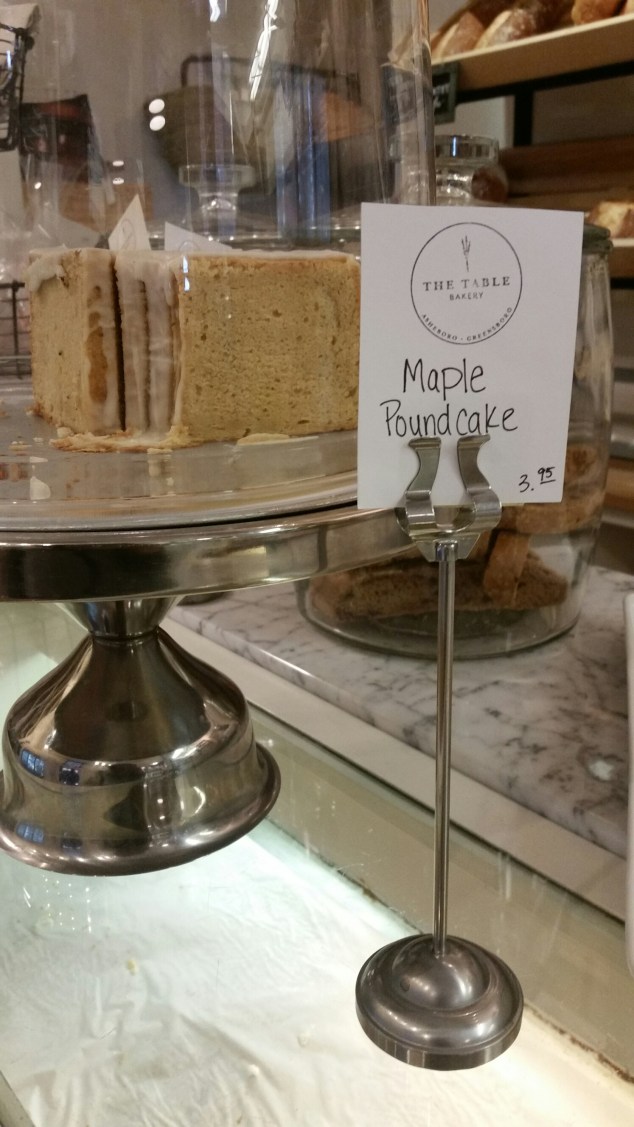 THE TABLE
BAKERY
ASHEBORO · GREENSBORO
Maple
Poundcake
3.95